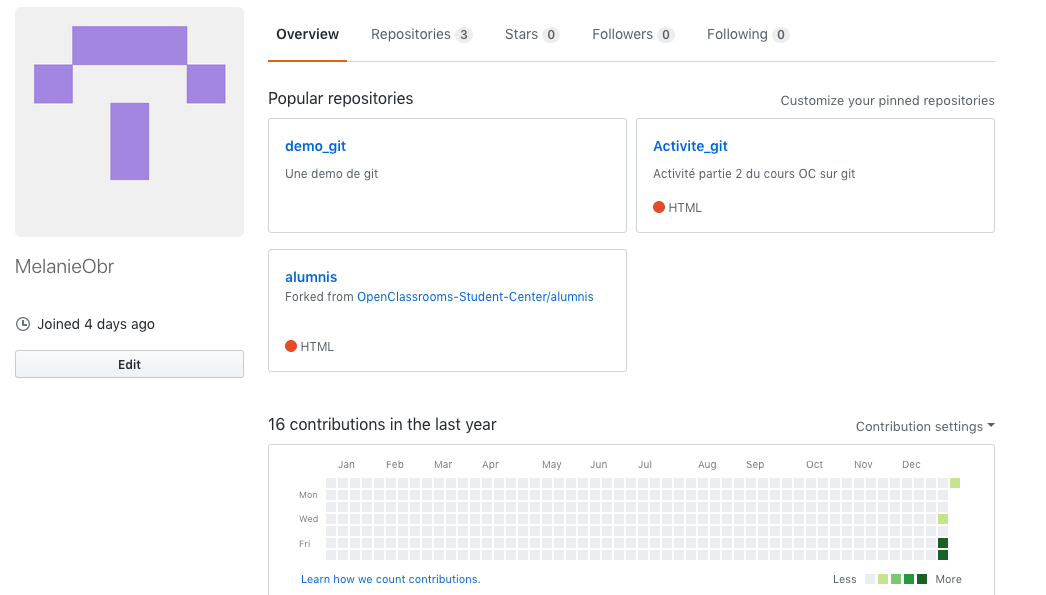 Overview Repositories 3 Stars 0 Followers 0 Following 0
Popular repositories
Customize your pinned repositories
demo_git
Une demo de git
Activite_git
Activité partie 2 du cours OC sur git
HTML
alumnis
Forked from OpenClassrooms-Student-Center/alumnis
HTML
MelanieObr
Joined 4 days ago
Edit
16 contributions in the last year
Contribution settings
Jan Feb Mar Apr May Jun Jul Aug Sep Oct Nov Dec
Mon
Wed
Fri
Learn how we count contributions.
Less More